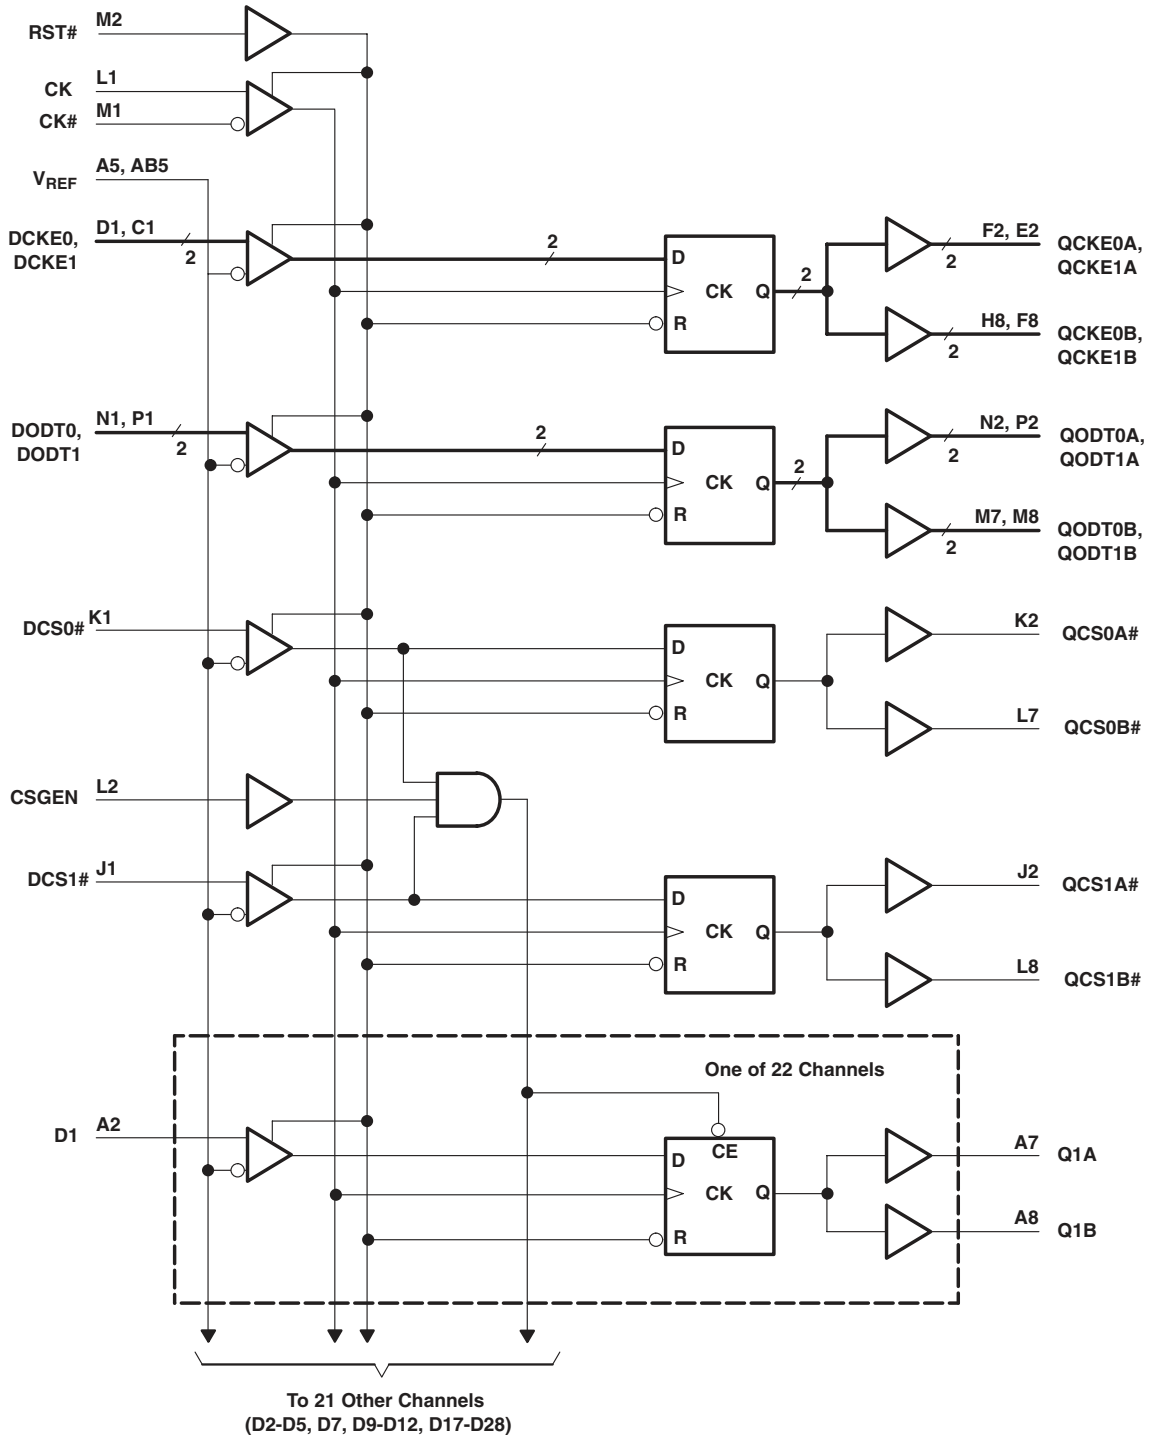 RST# M2
CK L1
CK# M1
VREF A5, AB5
DCKE0, D1, C1
DCKE1 2
2
D
CK Q
R
2
F2, E2 QCKE0A,
2 QCKE1A
H8, F8 QCKE0B,
2 QCKE1B
DODT0, N1, P1
DODT1 2
2
D
CK Q
R
2
N2, P2 QODT0A,
2 QODT1A
M7, M8 QODT0B,
2 QODT1B
DCS0# K1
D
CK Q
R
K2 QCS0A#
L7 QCS0B#
CSGEN L2
DCS1# J1
D
CK Q
R
J2 QCS1A#
L8 QCS1B#
One of 22 Channels
D1 A2
CE
D
CK Q
R
A7 Q1A
A8 Q1B
To 21 Other Channels
(D2-D5, D7, D9-D12, D17-D28)